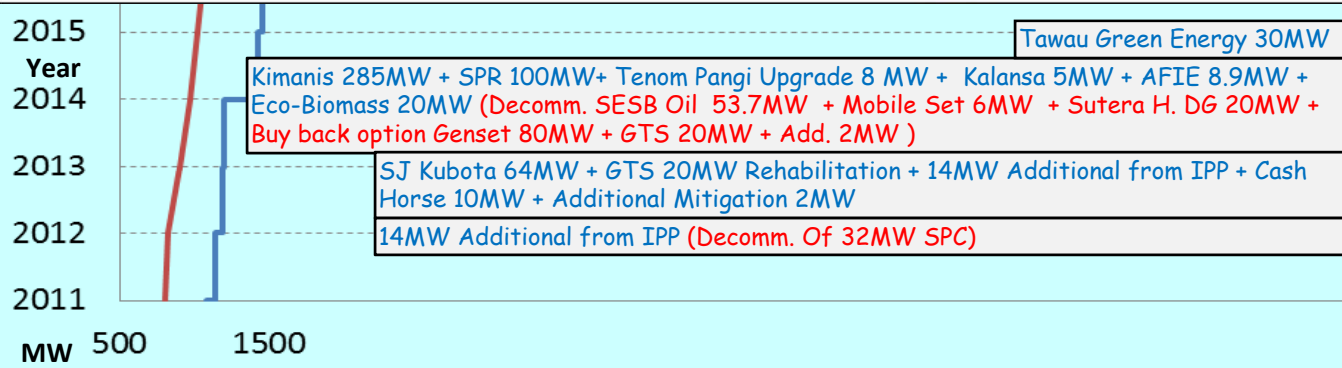 2015
Tawau Green Energy 30MW
Year
Kimanis 285MW + SPR 100MW+ Tenom Pangi Upgrade 8 MW + Kalansa 5MW + AFIE 8.9MW +
2014
Eco-Biomass 20MW (Decomm. SESB Oil 53.7MW + Mobile Set 6MW + Sutera H. DG 20MW +
Buy back option Genset 80MW + GTS 20MW + Add. 2MW )
2013
SJ Kubota 64MW + GTS 20MW Rehabilitation + 14MW Additional from IPP + Cash
Horse 10MW + Additional Mitigation 2MW
2012
14MW Additional from IPP (Decomm. Of 32MW SPC)
2011
MW 500 1500